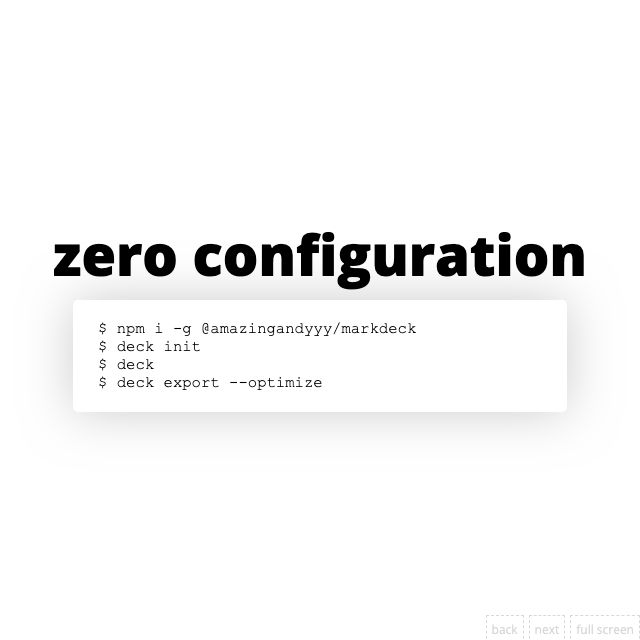 zero configuration
$ npm i -g @amazingandyyy/markdeck
$ deck init
$ deck
$ deck export --optimize
back next full screen